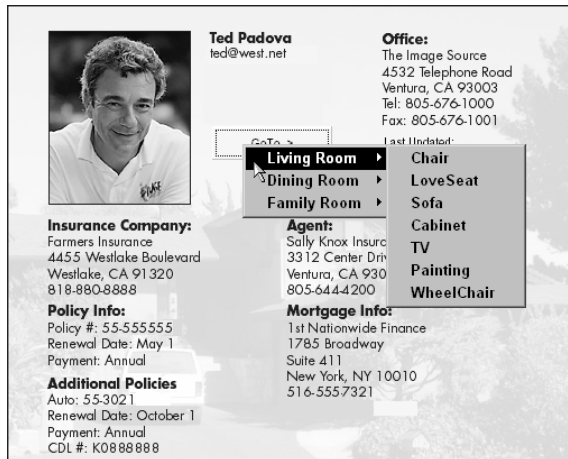 Ted Padova
ted@west.net
Office:
The Image Source
4532 Telephone Road
Ventura, CA 93003
Tel: 805-676-1000
Fax: 805-676-1001
Last Updated:
GoTo >
Living Room
Dining Room
Family Room
Chair
LoveSeat
Sofa
Cabinet
TV
Painting
WheelChair
Insurance Company:
Farmers Insurance
4455 Westlake Boulevard
Westlake, CA 91320
818-880-8888
Agent:
Sally Knox Insurc
3312 Center Driv
Ventura, CA 930
805-644-4200
Policy Info:
Policy #: 55-555555
Renewal Date: May 1
Payment: Annual
Mortgage Info:
1st Nationwide Finance
1785 Broadway
Suite 411
New York, NY 10010
516-555-7321
Additional Policies
Auto: 55-3021
Renewal Date: October 1
Payment: Annual
CDL #: K0888888